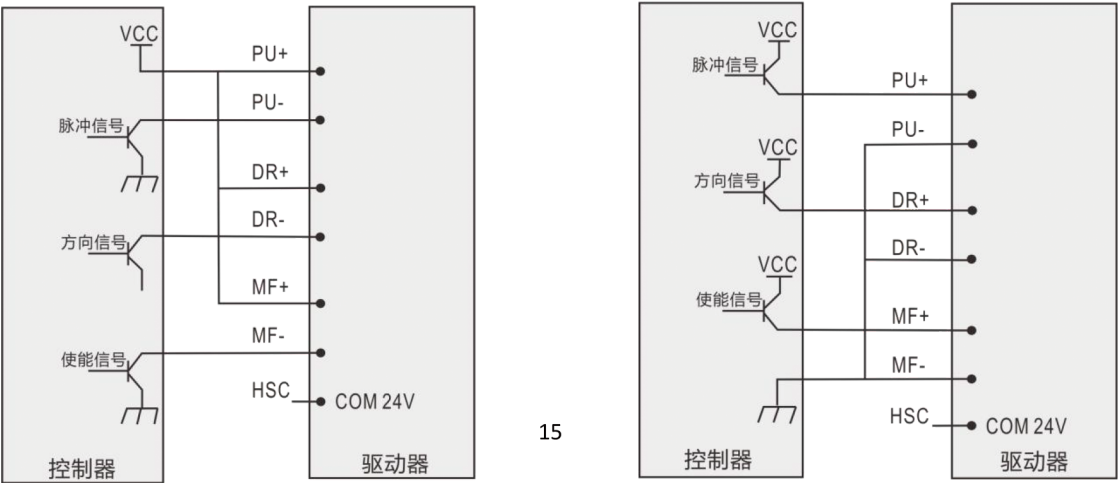 VCC
PU+
PU-
脉冲信号
DR+
DR-
方向信号
MF+
MF-
使能信号
HSC
COM 24V
控制器
驱动器
15
VCC
脉冲信号
PU+
PU-
VCC
方向信号
DR+
DR-
VCC
使能信号
MF+
MF-
HSC
COM 24V
控制器
驱动器